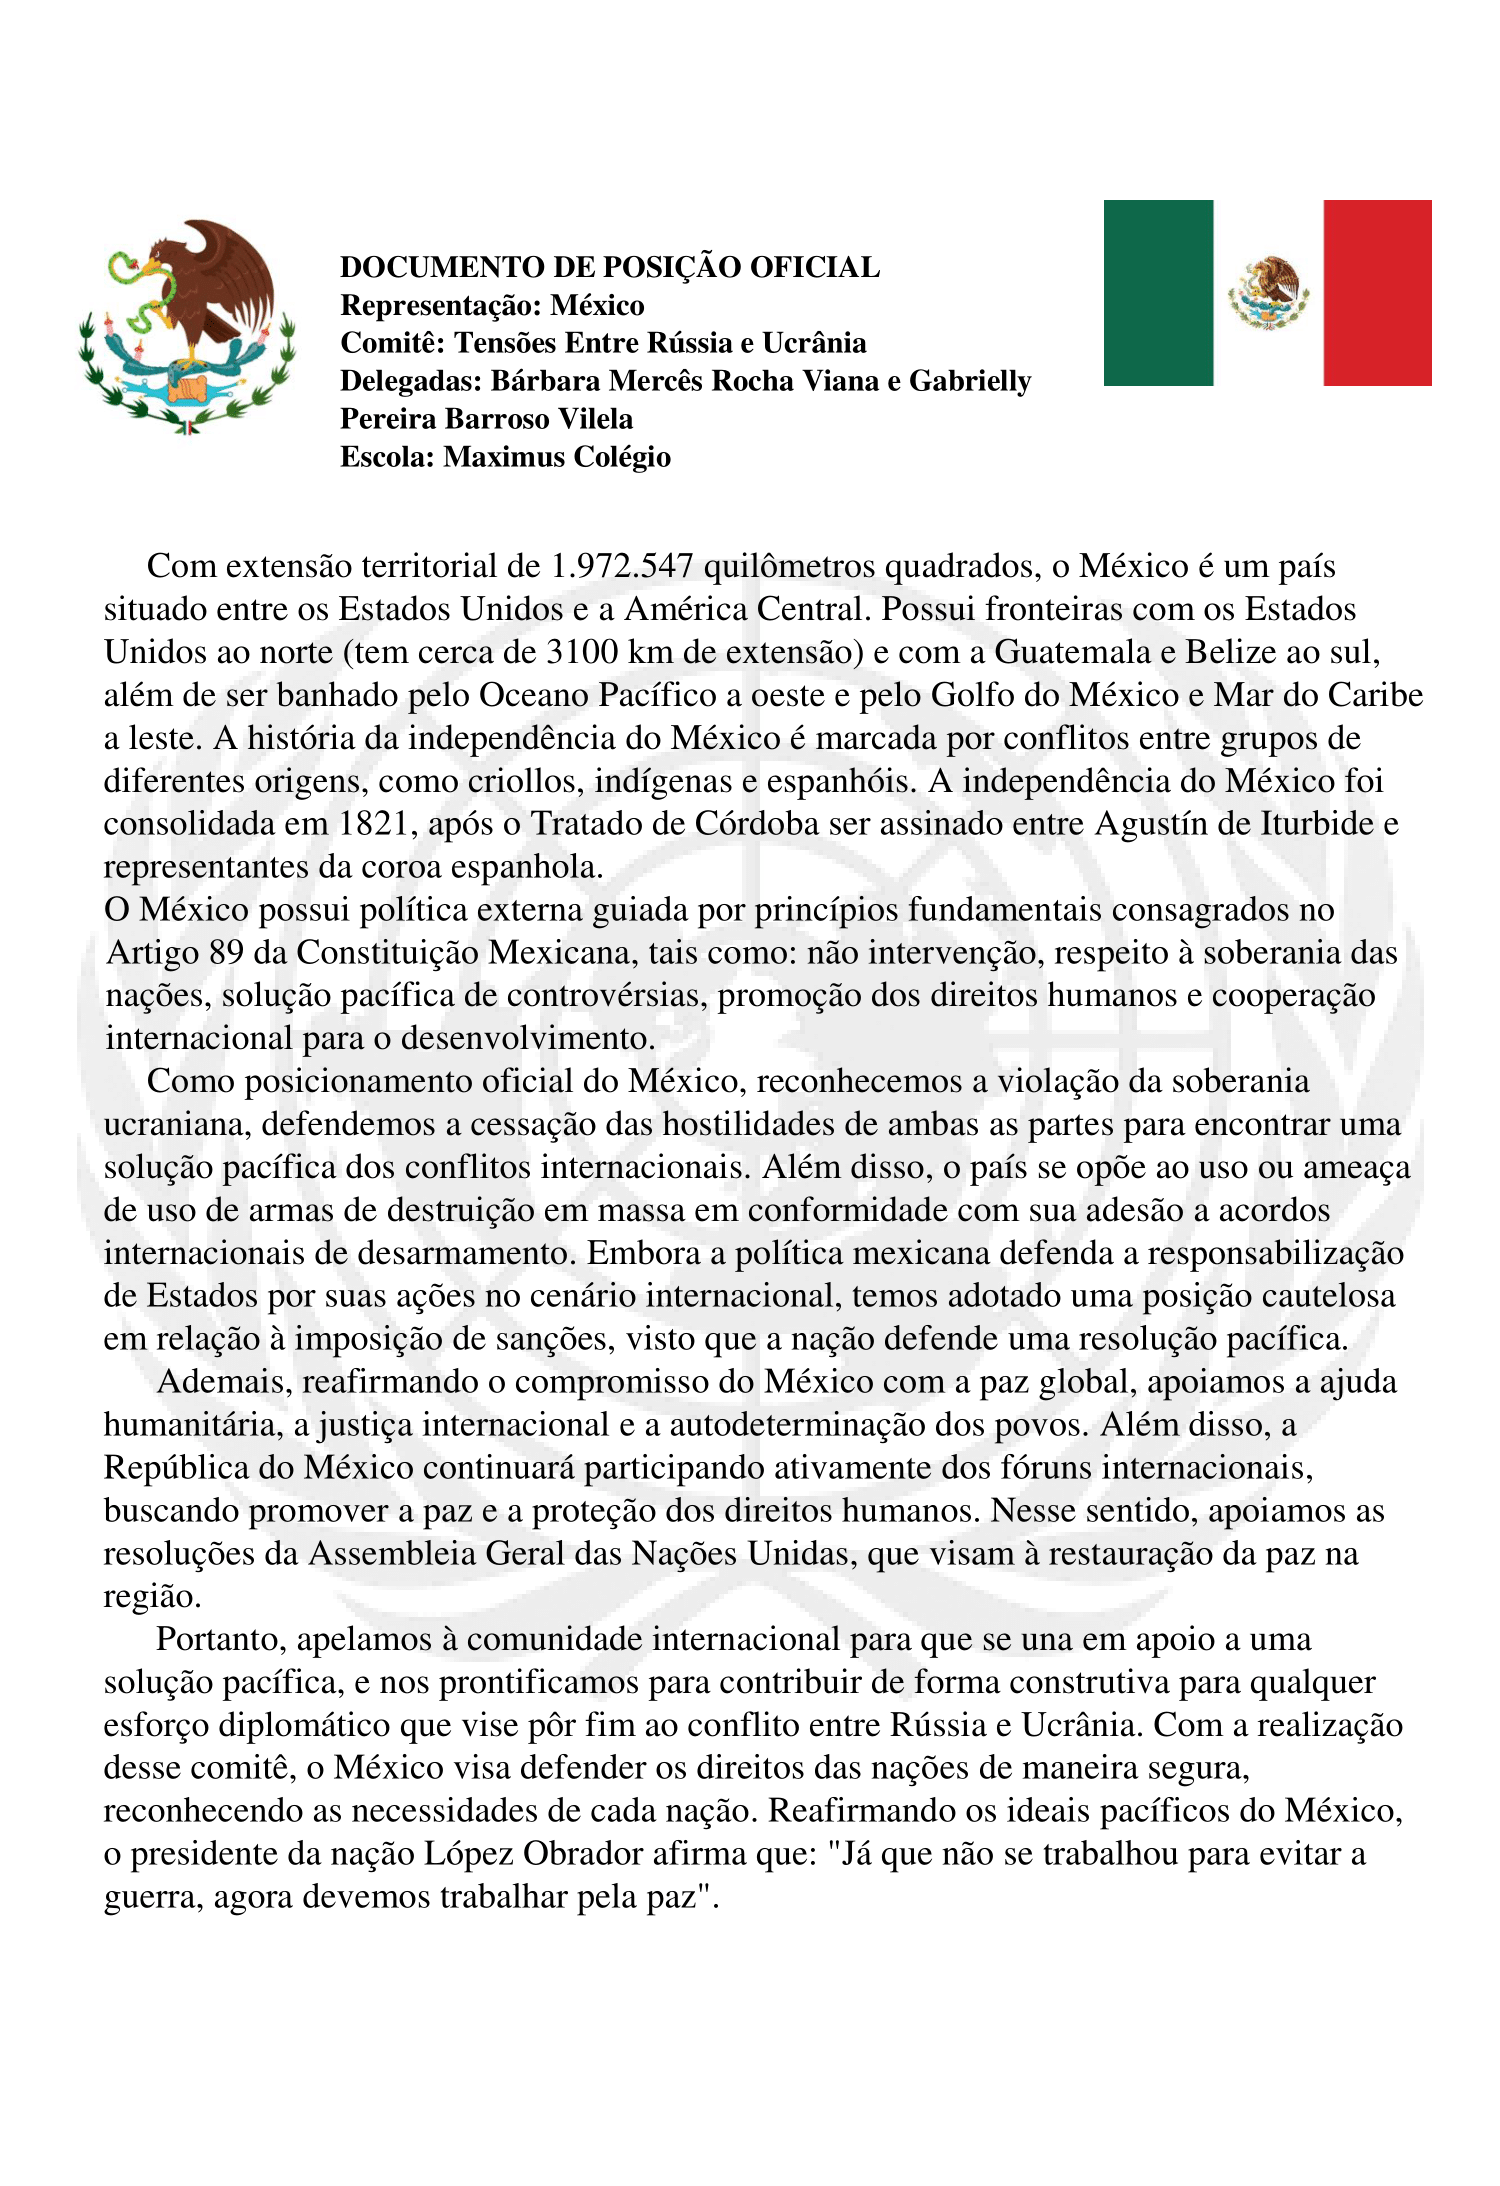 DOCUMENTO DE POSIÇÃO OFICIAL
Representação: México
Comitê: Tensões Entre Rússia e Ucrânia
Delegadas: Bárbara Mercês Rocha Viana e Gabrielly
Pereira Barroso Vilela
Escola: Maximus Colégio
Com extensão territorial de 1.972.547 quilômetros quadrados, o México é um país
situado entre os Estados Unidos e a América Central. Possui fronteiras com os Estados
Unidos ao norte (tem cerca de 3100 km de extensão) e com a Guatemala e Belize ao sul,
além de ser banhado pelo Oceano Pacífico a oeste e pelo Golfo do México e Mar do Caribe
a leste. A história da independência do México é marcada por conflitos entre grupos de
diferentes origens, como criollos, indígenas e espanhóis. A independência do México foi
consolidada em 1821, após o Tratado de Córdoba ser assinado entre Agustín de Iturbide e
representantes da coroa espanhola.
O México possui política externa guiada por princípios fundamentais consagrados no
Artigo 89 da Constituição Mexicana, tais como: não intervenção, respeito à soberania das
nações, solução pacífica de controvérsias, promoção dos direitos humanos e cooperação
internacional para o desenvolvimento.
Como posicionamento oficial do México, reconhecemos a violação da soberania
ucraniana, defendemos a cessação das hostilidades de ambas as partes para encontrar uma
solução pacífica dos conflitos internacionais. Além disso, o país se opõe ao uso ou ameaça
de uso de armas de destruição em massa em conformidade com sua adesão a acordos
internacionais de desarmamento. Embora a política mexicana defenda a responsabilização
de Estados por suas ações no cenário internacional, temos adotado uma posição cautelosa
em relação à imposição de sanções, visto que a nação defende uma resolução pacífica.
Ademais, reafirmando o compromisso do México com a paz global, apoiamos a ajuda
humanitária, a justiça internacional e a autodeterminação dos povos. Além disso, a
República do México continuará participando ativamente dos fóruns internacionais,
buscando promover a paz e a proteção dos direitos humanos. Nesse sentido, apoiamos as
resoluções da Assembleia Geral das Nações Unidas, que visam à restauração da paz na
região.
Portanto, apelamos à comunidade internacional para que se una em apoio a uma
solução pacífica, e nos prontificamos para contribuir de forma construtiva para qualquer
esforço diplomático que vise pôr fim ao conflito entre Rússia e Ucrânia. Com a realização
desse comitê, o México visa defender os direitos das nações de maneira segura,
reconhecendo as necessidades de cada nação. Reafirmando os ideais pacíficos do México,
o presidente da nação López Obrador afirma que: "Já que não se trabalhou para evitar a
guerra, agora devemos trabalhar pela paz".